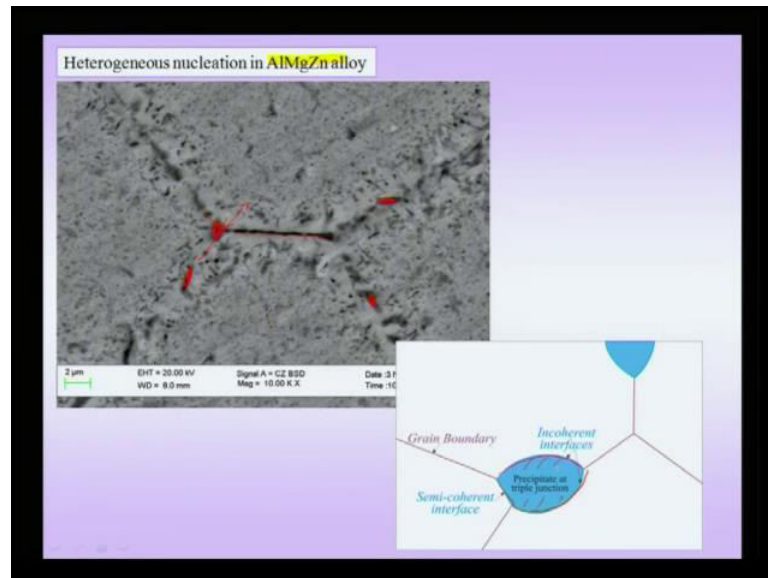 Heterogeneous nucleation in AlMgZn alloy
2 µm
EHT = 20.00 kV
Signal A = CZ BSD
WD = 8.0 mm
Mag = 10.00 K X
Grain Boundary
Incoherent
interfaces
Precipitate at
triple junction
Semi-coherent
interface